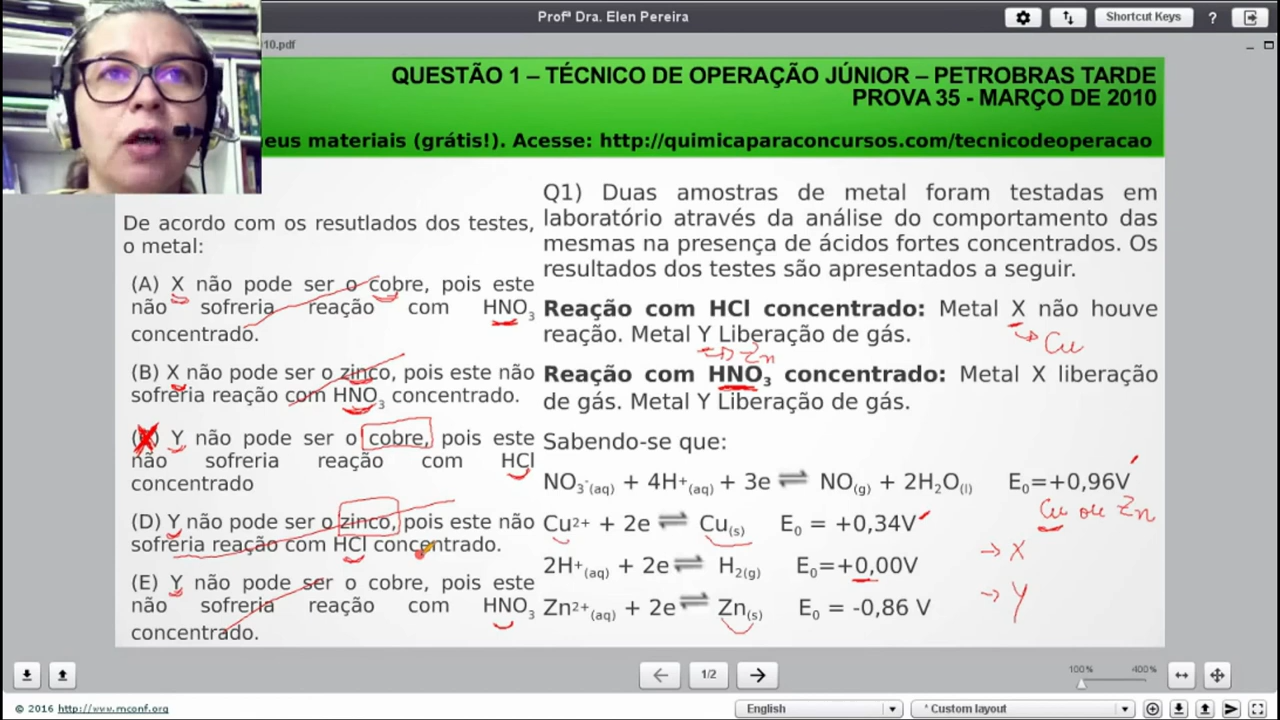 Profª Dra. Elen Pereira
Shortcut Keys
?
10.pdf
QUESTÃO 1 – TÉCNICO DE OPERAÇÃO JÚNIOR – PETROBRAS TARDE
PROVA 35 - MARÇO DE 2010
eus materiais (grátis!). Acesse: http://quimicaparaconcursos.com/tecnicodeoperacao
De acordo com os resutlados dos testes,
o metal:
(A) X não pode ser o cobre, pois este
não sofreria reação com HNO₃
concentrado.
(B) X não pode ser o zinco, pois este não
sofreria reação com HNO₃ concentrado.
(C) Y não pode ser o cobre, pois este
não sofreria reação com HCl
concentrado
(D) Y não pode ser o zinco, pois este não
sofreria reação com HCl concentrado.
(E) Y não pode ser o cobre, pois este
não sofreria reação com HNO₃
concentrado.
Q1) Duas amostras de metal foram testadas em
laboratório através da análise do comportamento das
mesmas na presença de ácidos fortes concentrados. Os
resultados dos testes são apresentados a seguir.
Reação com HCl concentrado: Metal X não houve
reação. Metal Y Liberação de gás.
→ Cu
→ Zn
Reação com HNO₃ concentrado: Metal X liberação
de gás. Metal Y Liberação de gás.
Sabendo-se que:
NO₃⁻(aq) + 4H⁺(aq) + 3e ⇌ NO(g) + 2H₂O(l) E₀=+0,96V
Cu ou Zn
Cu²⁺ + 2e ⇌ Cu(s) E₀ = +0,34V
→ X
2H⁺(aq) + 2e ⇌ H₂(g) E₀=+0,00V
→ Y
Zn²⁺(aq) + 2e ⇌ Zn(s) E₀ = -0,86 V
1/2
100% 400%
© 2016 http://www.mconf.org
English
* Custom layout